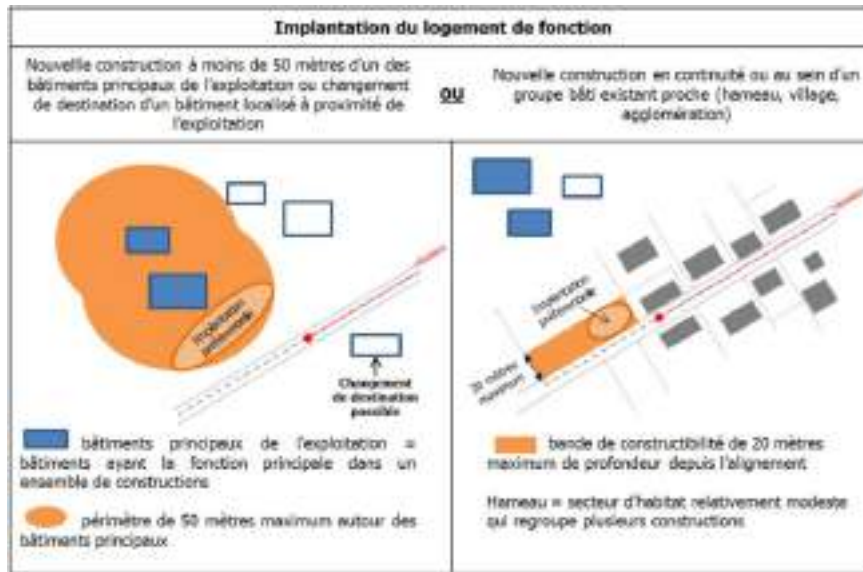 Implantation du logement de fonction
Nouvelle construction à moins de 50 mètres d'un des
bâtiments principaux de l'exploitation ou changement
de destination d'un bâtiment localisé à proximité de
l'exploitation
OU
Nouvelle construction en continuité ou au sein d'un
groupe bâti existant proche (hameau, village,
agglomération)
Implantation
préférentielle
Changement
de destination
possible
Implantation
préférentielle
20 mètres
maximum
bâtiments principaux de l'exploitation =
bâtiments ayant la fonction principale dans un
ensemble de constructions
périmètre de 50 mètres maximum autour des
bâtiments principaux
bande de constructibilité de 20 mètres
maximum de profondeur depuis l'alignement
Hameau = secteur d'habitat relativement modeste
qui regroupe plusieurs constructions